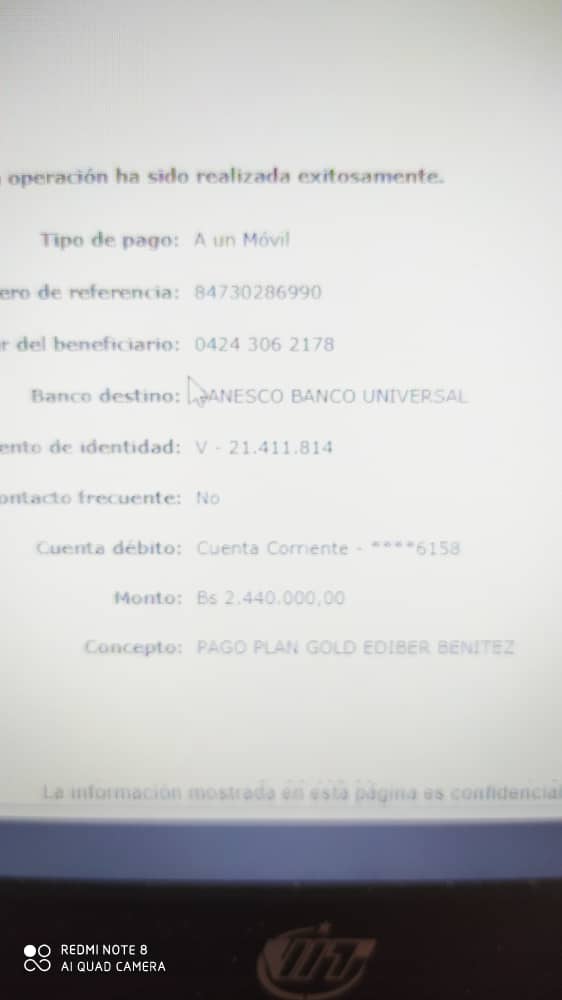 operación ha sido realizada exitosamente.
Tipo de pago: A un Móvil
ero de referencia: 84730286990
r del beneficiario: 0424 306 2178
Banco destino: ANESCO BANCO UNIVERSAL
ento de identidad: V - 21.411.814
ontacto frecuente: No
Cuenta débito: Cuenta Corriente - ****6158
Monto: Bs 2.440.000,00
Concepto: PAGO PLAN GOLD EDIBER BENITEZ
La información mostrada en esta página es confidencial
REDMI NOTE 8
AI QUAD CAMERA